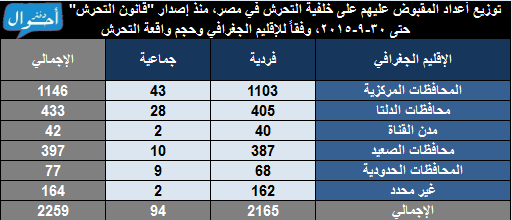 أحـوال
توزيع أعداد المقبوض عليهم على خلفية التحرش في مصر، منذ إصدار "قانون التحرش"
حتى ٣٠-٩-٢٠١٥، وفقاً للإقليم الجغرافي وحجم واقعة التحرش
الإقليم الجغرافي فردية جماعية الإجمالي
المحافظات المركزية 1103 43 1146
محافظات الدلتا 405 28 433
مدن القناة 40 2 42
محافظات الصعيد 387 10 397
المحافظات الحدودية 68 9 77
غير محدد 162 2 164
الإجمالي 2165 94 2259